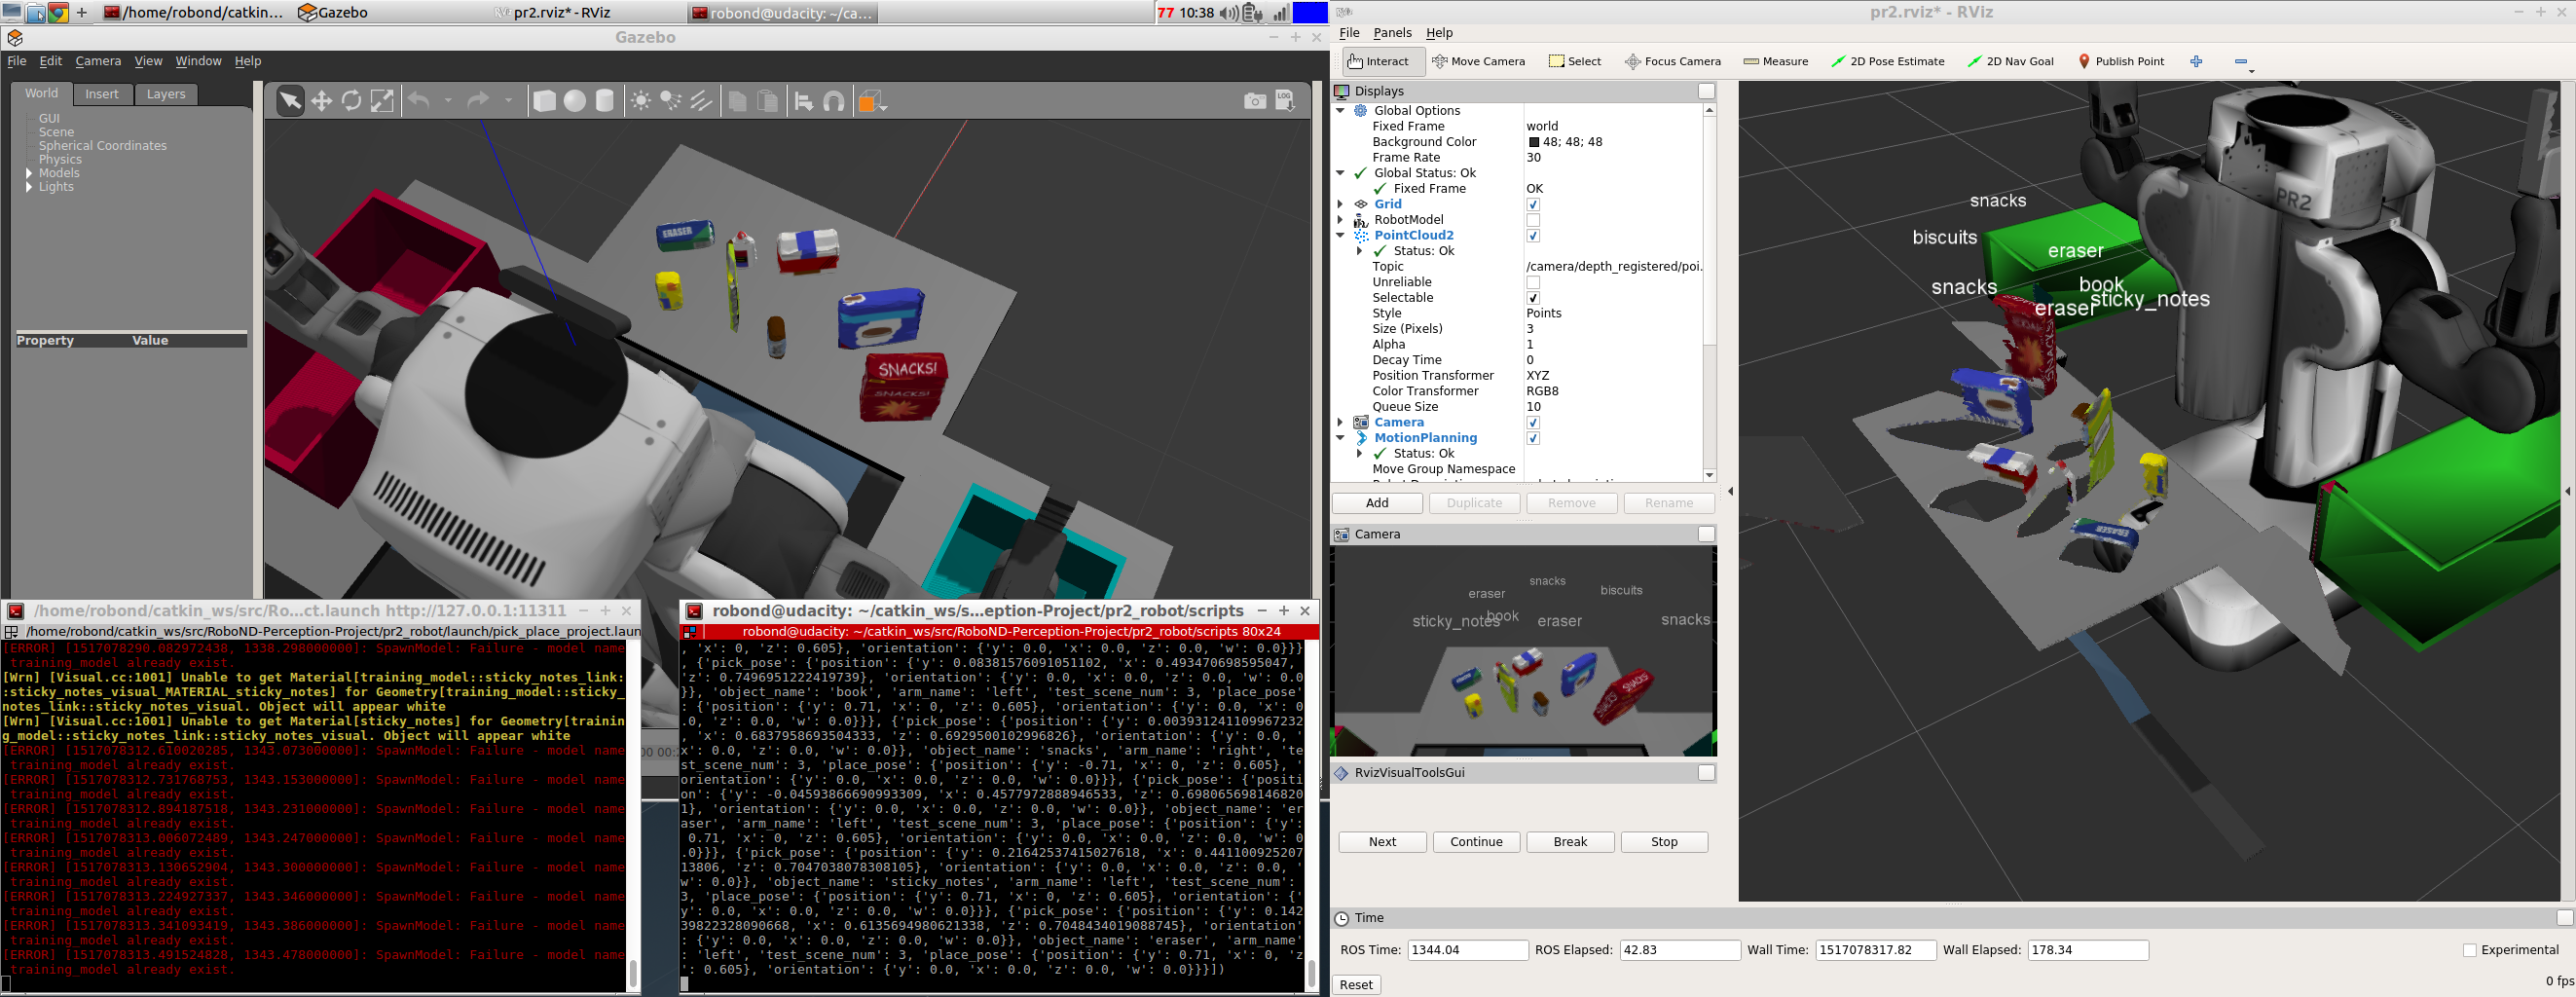 /home/robond/catkin...
Gazebo
pr2.rviz* - RViz
robond@udacity: ~/ca...
77 10:38
Gazebo
File Edit Camera View Window Help
World Insert Layers
GUI
Scene
Spherical Coordinates
Physics
Models
Lights
Property Value
LOG
ERASER
SNACKS!
SNACKS!
/home/robond/catkin_ws/src/Ro...ct.launch http://127.0.0.1:11311
/home/robond/catkin_ws/src/RoboND-Perception-Project/pr2_robot/launch/pick_place_project.laun
[ERROR] [1517078290.082972438, 1338.298000000]: SpawnModel: Failure - model name
training_model already exist.
[Wrn] [Visual.cc:1001] Unable to get Material[training_model::sticky_notes_link:
:sticky_notes_visual_MATERIAL_sticky_notes] for Geometry[training_model::sticky_
notes_link::sticky_notes_visual. Object will appear white
[Wrn] [Visual.cc:1001] Unable to get Material[sticky_notes] for Geometry[trainin
g_model::sticky_notes_link::sticky_notes_visual. Object will appear white
[ERROR] [1517078312.610020285, 1343.073000000]: SpawnModel: Failure - model name
training_model already exist.
[ERROR] [1517078312.731768753, 1343.153000000]: SpawnModel: Failure - model name
training_model already exist.
[ERROR] [1517078312.894187518, 1343.231000000]: SpawnModel: Failure - model name
training_model already exist.
[ERROR] [1517078313.006072489, 1343.247000000]: SpawnModel: Failure - model name
training_model already exist.
[ERROR] [1517078313.130652904, 1343.300000000]: SpawnModel: Failure - model name
training_model already exist.
[ERROR] [1517078313.224927337, 1343.346000000]: SpawnModel: Failure - model name
training_model already exist.
[ERROR] [1517078313.341093419, 1343.386000000]: SpawnModel: Failure - model name
training_model already exist.
[ERROR] [1517078313.491524828, 1343.478000000]: SpawnModel: Failure - model name
training_model already exist.
robond@udacity: ~/catkin_ws/s...eption-Project/pr2_robot/scripts
robond@udacity: ~/catkin_ws/src/RoboND-Perception-Project/pr2_robot/scripts 80x24
, 'x': 0, 'z': 0.605}, 'orientation': {'y': 0.0, 'x': 0.0, 'z': 0.0, 'w': 0.0}}}
, {'pick_pose': {'position': {'y': 0.08381576091051102, 'x': 0.493470698595047,
'z': 0.7496951222419739}, 'orientation': {'y': 0.0, 'x': 0.0, 'z': 0.0, 'w': 0.0
}}, 'object_name': 'book', 'arm_name': 'left', 'test_scene_num': 3, 'place_pose'
: {'position': {'y': 0.71, 'x': 0, 'z': 0.605}, 'orientation': {'y': 0.0, 'x': 0
.0, 'z': 0.0, 'w': 0.0}}}, {'pick_pose': {'position': {'y': 0.003931241109967232
, 'x': 0.6837958693504333, 'z': 0.6929500102996826}, 'orientation': {'y': 0.0, '
x': 0.0, 'z': 0.0, 'w': 0.0}}, 'object_name': 'snacks', 'arm_name': 'right', 'te
st_scene_num': 3, 'place_pose': {'position': {'y': -0.71, 'x': 0, 'z': 0.605}, '
orientation': {'y': 0.0, 'x': 0.0, 'z': 0.0, 'w': 0.0}}}, {'pick_pose': {'positi
on': {'y': -0.04593866690993309, 'x': 0.4577972888946533, 'z': 0.698065698146820
1}, 'orientation': {'y': 0.0, 'x': 0.0, 'z': 0.0, 'w': 0.0}}, 'object_name': 'er
aser', 'arm_name': 'left', 'test_scene_num': 3, 'place_pose': {'position': {'y':
0.71, 'x': 0, 'z': 0.605}, 'orientation': {'y': 0.0, 'x': 0.0, 'z': 0.0, 'w': 0
.0}}}, {'pick_pose': {'position': {'y': 0.21642537415027618, 'x': 0.441100925207
13806, 'z': 0.7047038078308105}, 'orientation': {'y': 0.0, 'x': 0.0, 'z': 0.0, '
w': 0.0}}, 'object_name': 'sticky_notes', 'arm_name': 'left', 'test_scene_num':
3, 'place_pose': {'position': {'y': 0.71, 'x': 0, 'z': 0.605}, 'orientation': {'
y': 0.0, 'x': 0.0, 'z': 0.0, 'w': 0.0}}}, {'pick_pose': {'position': {'y': 0.142
39822328090668, 'x': 0.6135694980621338, 'z': 0.7048434019088745}, 'orientation'
: {'y': 0.0, 'x': 0.0, 'z': 0.0, 'w': 0.0}}, 'object_name': 'eraser', 'arm_name'
: 'left', 'test_scene_num': 3, 'place_pose': {'position': {'y': 0.71, 'x': 0, 'z
': 0.605}, 'orientation': {'y': 0.0, 'x': 0.0, 'z': 0.0, 'w': 0.0}}}])
pr2.rviz* - RViz
File Panels Help
Interact Move Camera Select Focus Camera Measure 2D Pose Estimate 2D Nav Goal Publish Point
Displays
Global Options
Fixed Frame world
Background Color 48; 48; 48
Frame Rate 30
Global Status: Ok
Fixed Frame OK
Grid
RobotModel
PointCloud2
Status: Ok
Topic /camera/depth_registered/poi...
Unreliable
Selectable
Style Points
Size (Pixels) 3
Alpha 1
Decay Time 0
Position Transformer XYZ
Color Transformer RGB8
Queue Size 10
Camera
MotionPlanning
Status: Ok
Move Group Namespace
Add Duplicate Remove Rename
Camera
snacks
eraser
biscuits
sticky_notes
book
eraser
snacks
SNACKS!
RvizVisualToolsGui
Next Continue Break Stop
PR2
snacks
biscuits
eraser
snacks
book
sticky_notes
eraser
SNACKS!
ERASER
Time
ROS Time: 1344.04 ROS Elapsed: 42.83 Wall Time: 1517078317.82 Wall Elapsed: 178.34 Experimental
Reset
0 fps